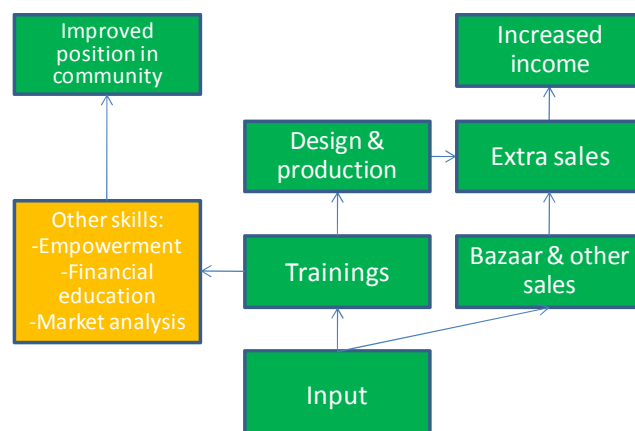 Improved
position in
community
Increased
income
Design &
production
Extra sales
Other skills:
-Empowerment
-Financial
education
-Market analysis
Trainings
Bazaar & other
sales
Input